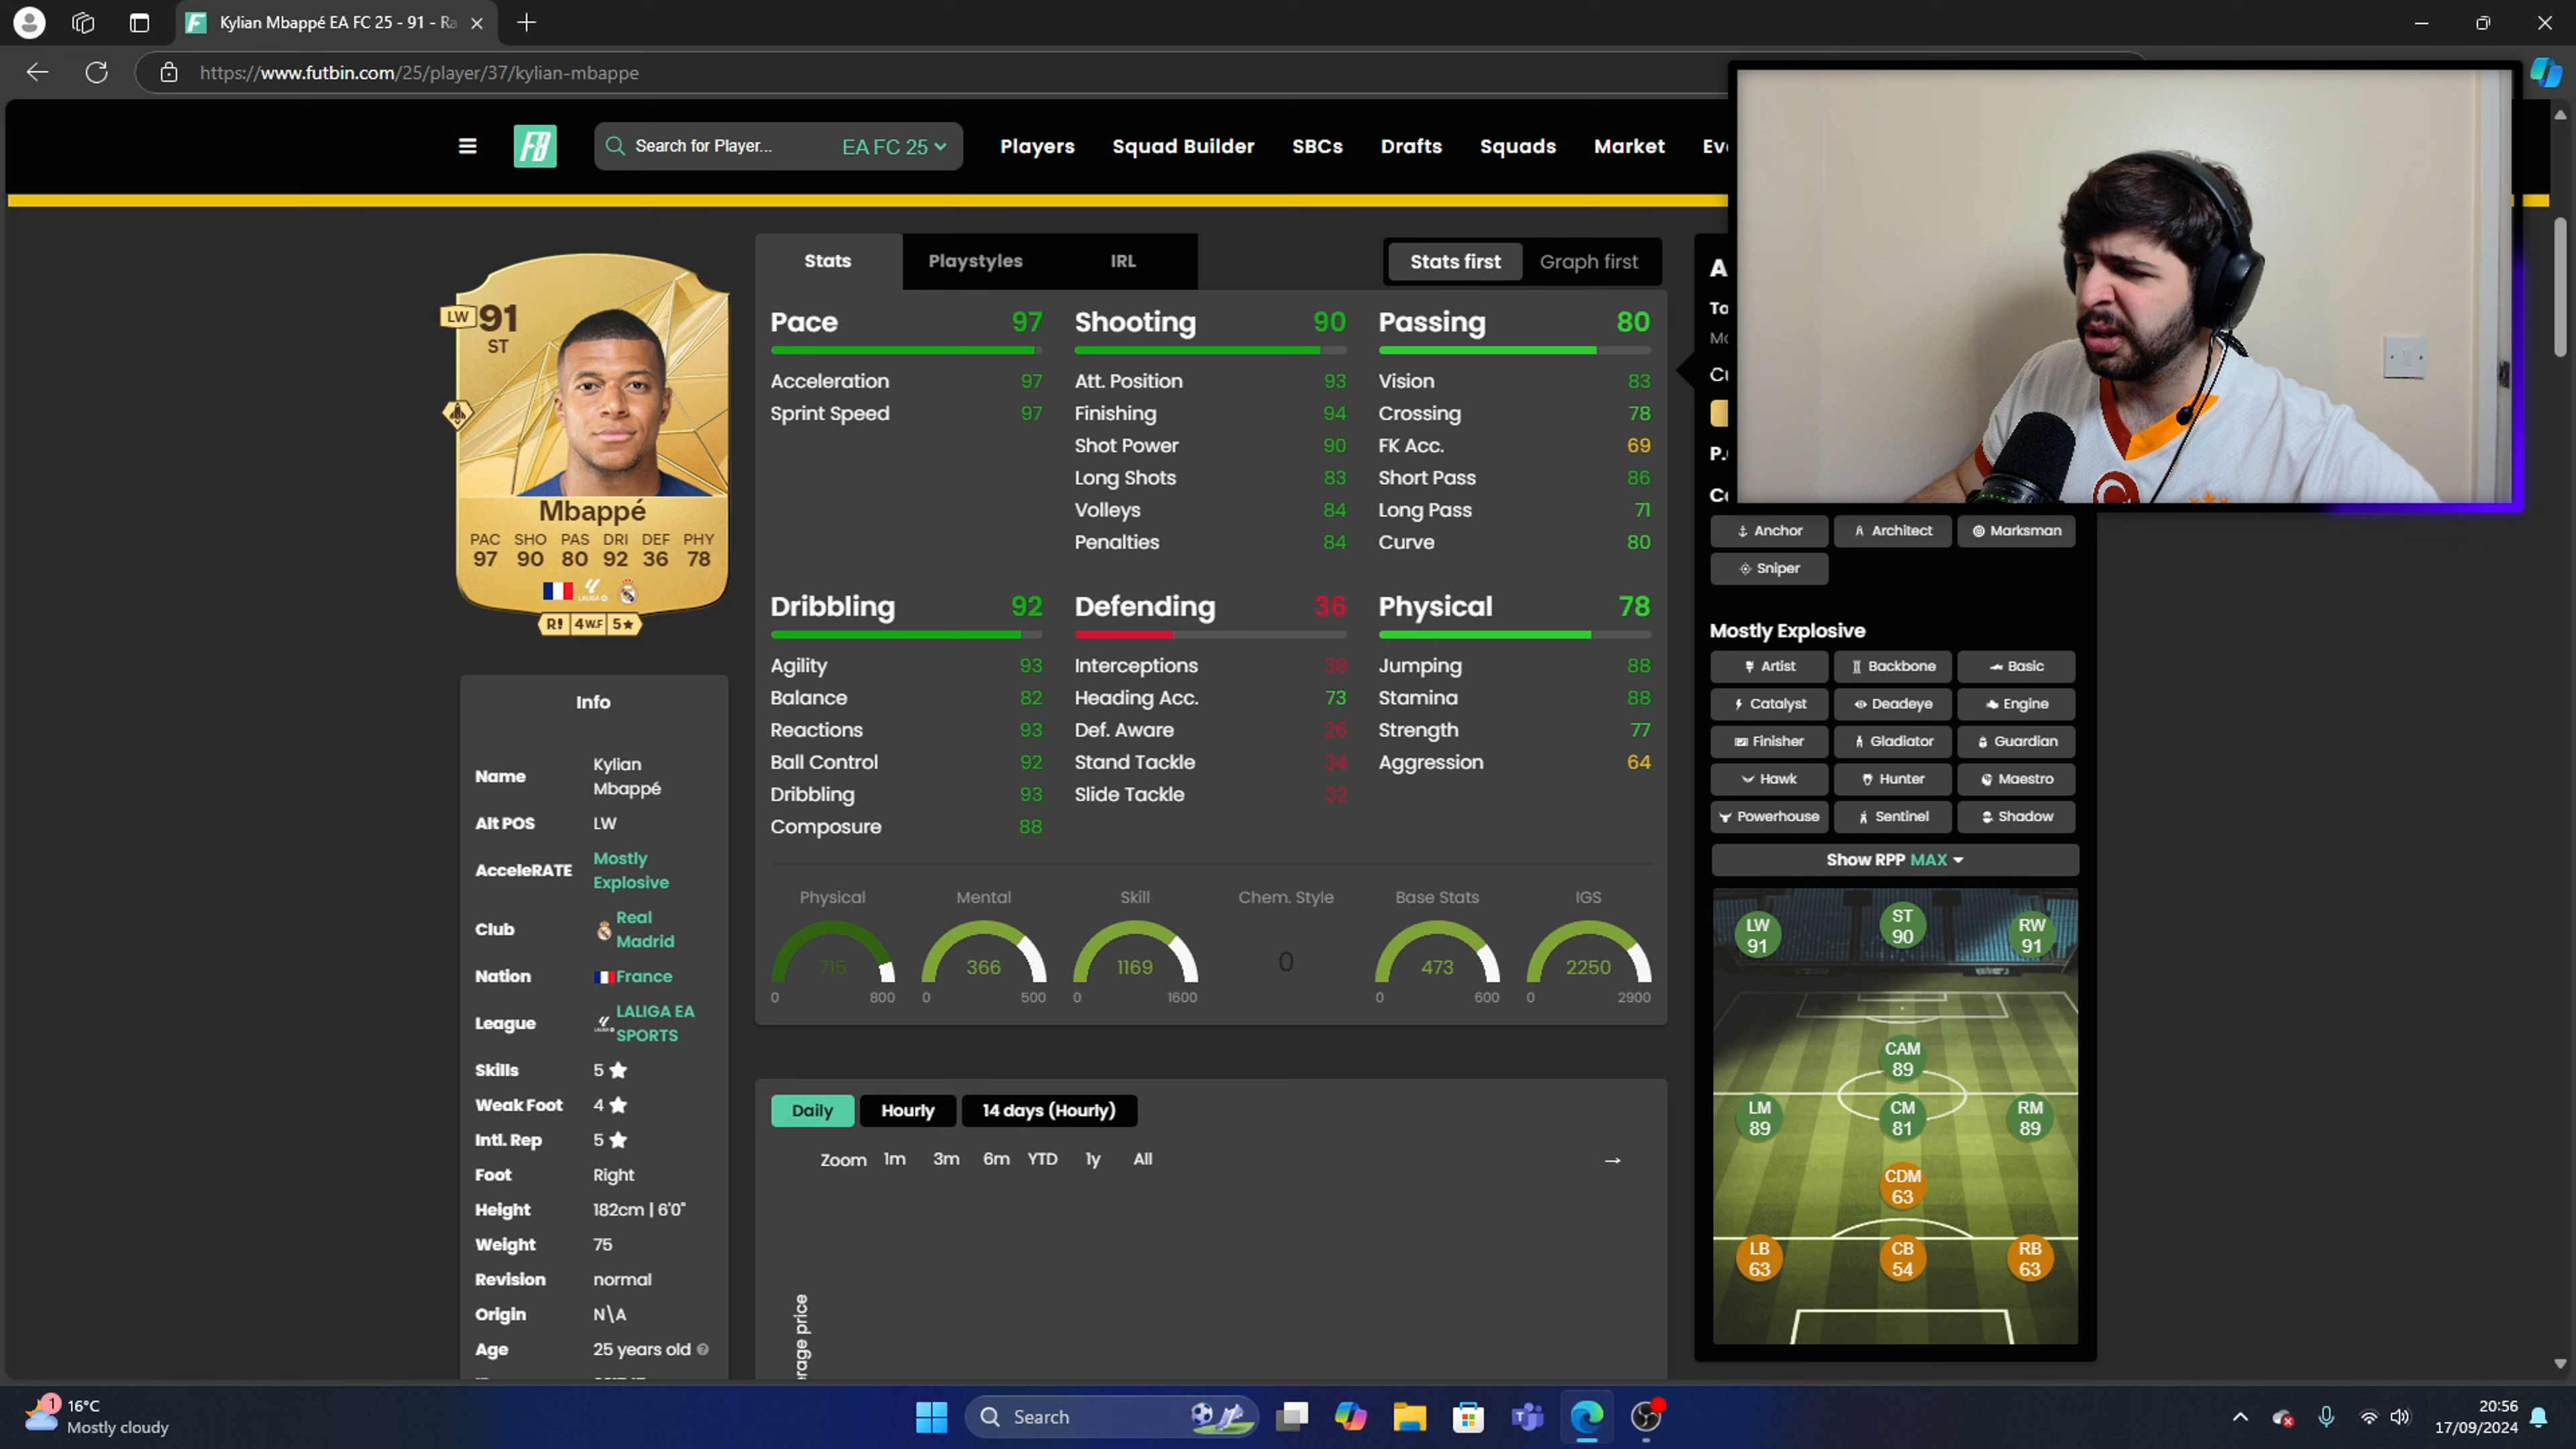 Kylian Mbappé EA FC 25 - 91 - Ra
https://www.futbin.com/25/player/37/kylian-mbappe
Search for Player... EA FC 25
Players Squad Builder SBCs Drafts Squads Market
91
LW
ST
Mbappé
PAC SHO PAS DRI DEF PHY
97 90 80 92 36 78
LALIGA
R 4 W.F 5★
Stats Playstyles IRL
Stats first Graph first
Pace 97
Acceleration 97
Sprint Speed 97
Shooting 90
Att. Position 93
Finishing 94
Shot Power 90
Long Shots 83
Volleys 84
Penalties 84
Passing 80
Vision 83
Crossing 78
FK Acc. 69
Short Pass 86
Long Pass 71
Curve 80
Dribbling 92
Agility 93
Balance 82
Reactions 93
Ball Control 92
Dribbling 93
Composure 88
Defending 36
Interceptions 38
Heading Acc. 73
Def. Aware 26
Stand Tackle 34
Slide Tackle 32
Physical 78
Jumping 88
Stamina 88
Strength 77
Aggression 64
Physical Mental Skill Chem. Style Base Stats IGS
715 366 1169 0 473 2250
0 800 0 500 0 1600 0 600 0 2900
Info
Name Kylian
Mbappé
Alt POS LW
AcceleRATE Mostly
Explosive
Club Real
Madrid
Nation France
League LALIGA EA
SPORTS
Skills 5 ★
Weak Foot 4 ★
Intl. Rep 5 ★
Foot Right
Height 182cm | 6'0"
Weight 75
Revision normal
Origin N\A
Age 25 years old
Daily Hourly 14 days (Hourly)
Zoom 1m 3m 6m YTD 1y All →
Anchor Architect Marksman
Sniper
Mostly Explosive
Artist Backbone Basic
Catalyst Deadeye Engine
Finisher Gladiator Guardian
Hawk Hunter Maestro
Powerhouse Sentinel Shadow
Show RPP MAX
LW
91
ST
90
RW
91
CAM
89
LM
89
CM
81
RM
89
CDM
63
LB
63
CB
54
RB
63
1
16°C
Mostly cloudy
Search
20:56
17/09/2024